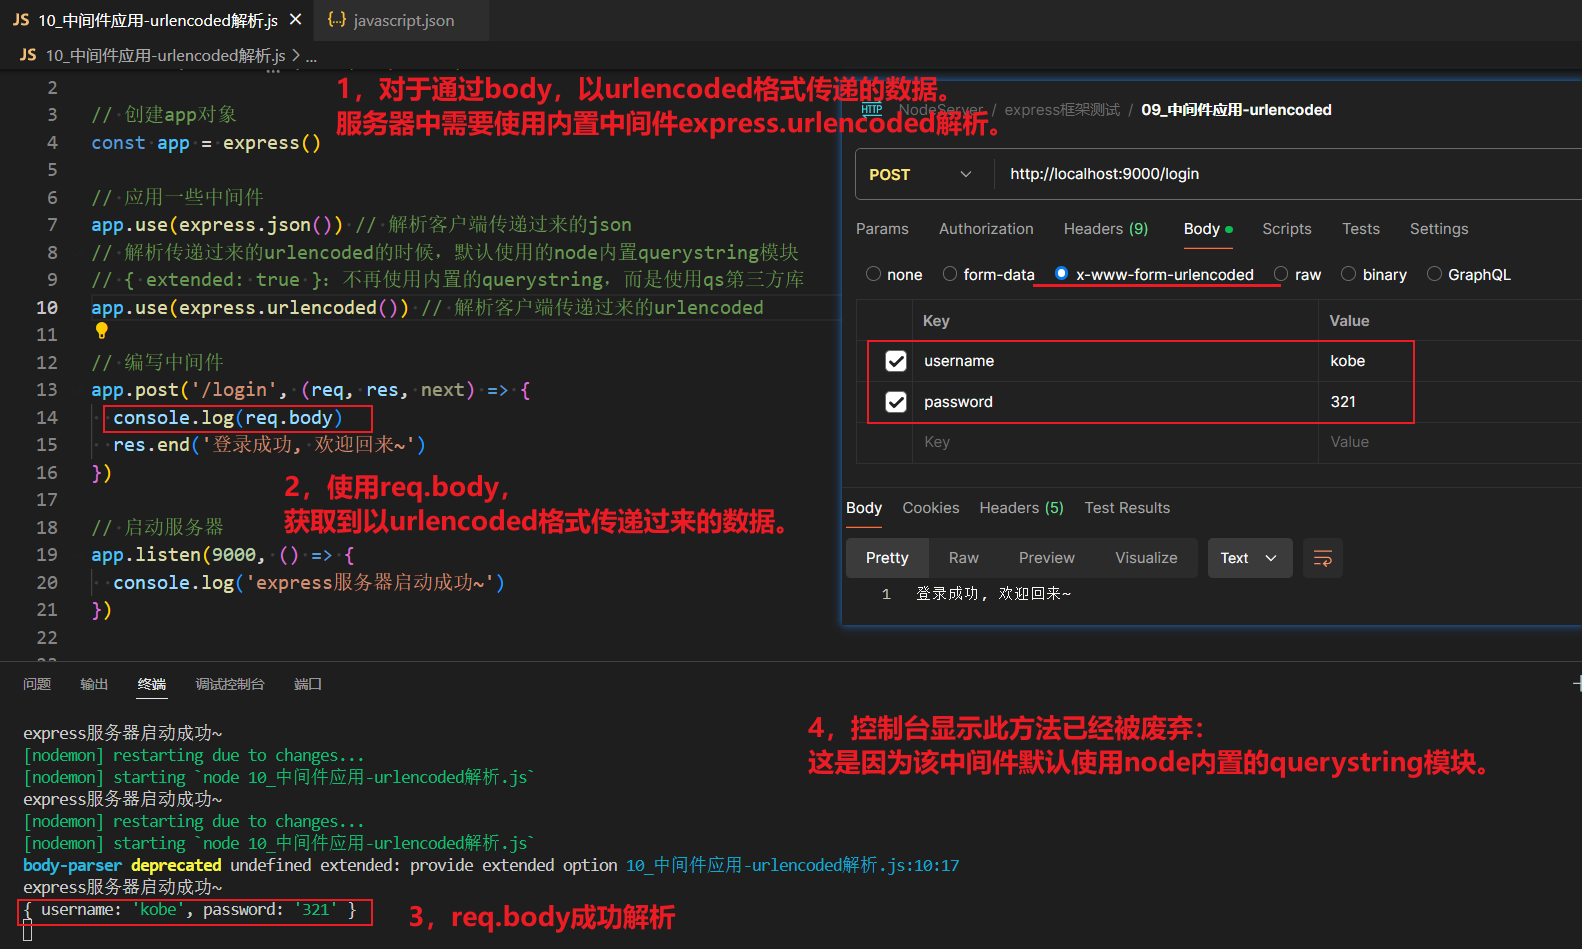 JS 10_中间件应用-urlencoded解析.js ×
{..} javascript.json
JS 10_中间件应用-urlencoded解析.js > ...
1，对于通过body，以urlencoded格式传递的数据。
服务器中需要使用内置中间件express.urlencoded解析。
2
3 // 创建app对象
4 const app = express()
5
6 // 应用一些中间件
7 app.use(express.json()) // 解析客户端传递过来的json
8 // 解析传递过来的urlencoded的时候，默认使用的node内置querystring模块
9 // { extended: true }：不再使用内置的querystring，而是使用qs第三方库
10 app.use(express.urlencoded()) // 解析客户端传递过来的urlencoded
11
12 // 编写中间件
13 app.post('/login', (req, res, next) => {
14 console.log(req.body)
15 res.end('登录成功, 欢迎回来~')
16 })
17
18 // 启动服务器
19 app.listen(9000, () => {
20 console.log('express服务器启动成功~')
21 })
22
2，使用req.body，
获取到以urlencoded格式传递过来的数据。
HTTP NodeServer / express框架测试 / 09_中间件应用-urlencoded
POST http://localhost:9000/login
Params Authorization Headers (9) Body Scripts Tests Settings
none form-data x-www-form-urlencoded raw binary GraphQL
Key Value
username kobe
password 321
Key Value
Body Cookies Headers (5) Test Results
Pretty Raw Preview Visualize Text
1 登录成功, 欢迎回来~
问题 输出 终端 调试控制台 端口
express服务器启动成功~
[nodemon] restarting due to changes...
[nodemon] starting `node 10_中间件应用-urlencoded解析.js`
express服务器启动成功~
[nodemon] restarting due to changes...
[nodemon] starting `node 10_中间件应用-urlencoded解析.js`
body-parser deprecated undefined extended: provide extended option 10_中间件应用-urlencoded解析.js:10:17
express服务器启动成功~
{ username: 'kobe', password: '321' }
3，req.body成功解析
4，控制台显示此方法已经被废弃：
这是因为该中间件默认使用node内置的querystring模块。